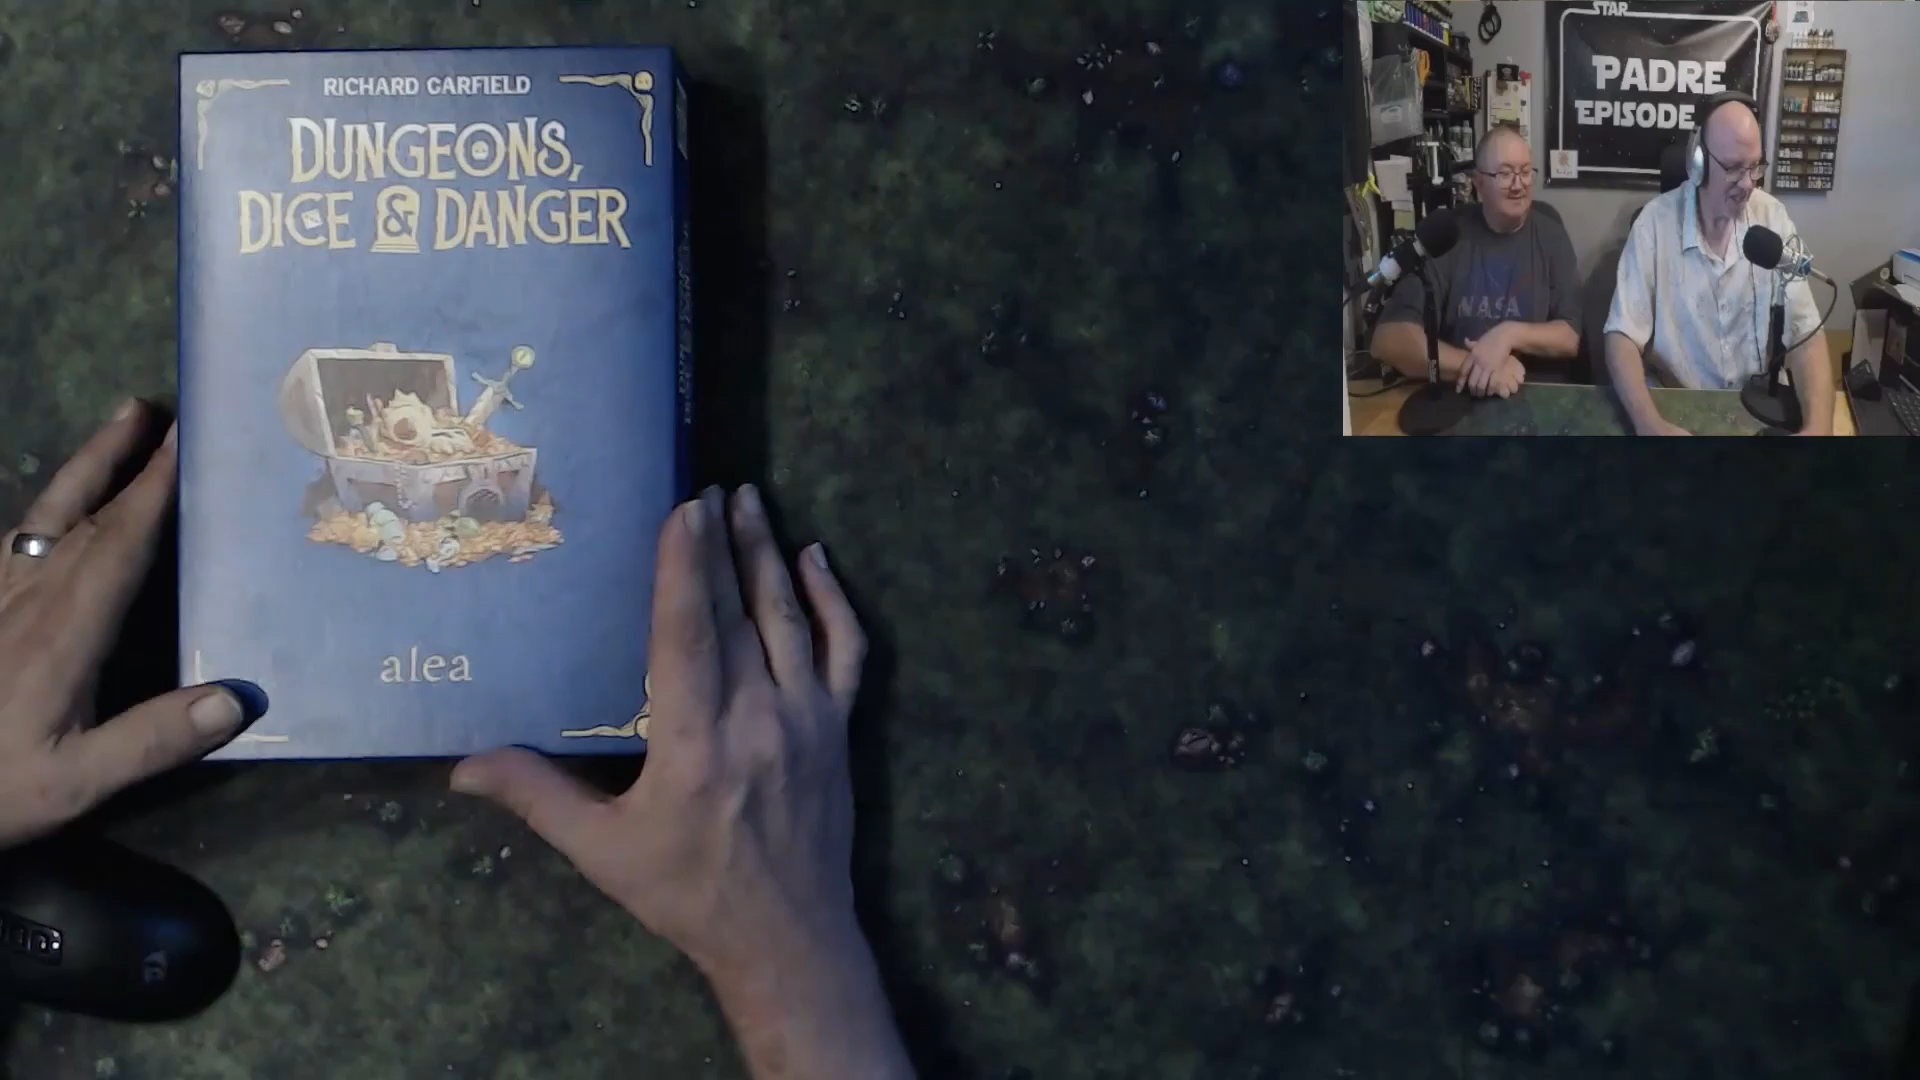 RICHARD GARFIELD
DUNGEONS,
DICE & DANGER
alea
STAR
PADRE
EPISODE
NASA